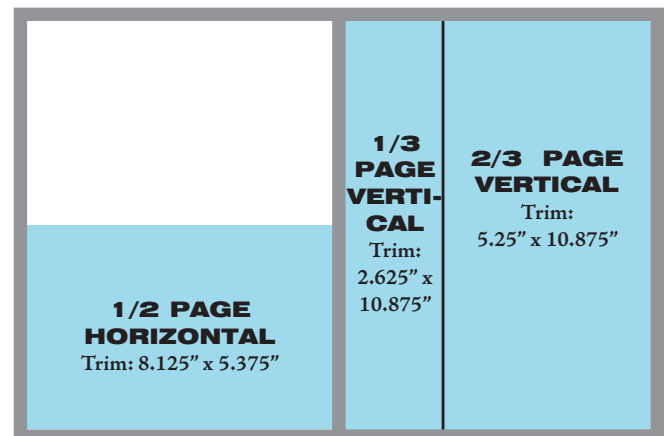 1/2 PAGE
HORIZONTAL
Trim: 8.125” x 5.375”
1/3
PAGE
VERTI-
CAL
Trim:
2.625” x
10.875”
2/3 PAGE
VERTICAL
Trim:
5.25” x 10.875”